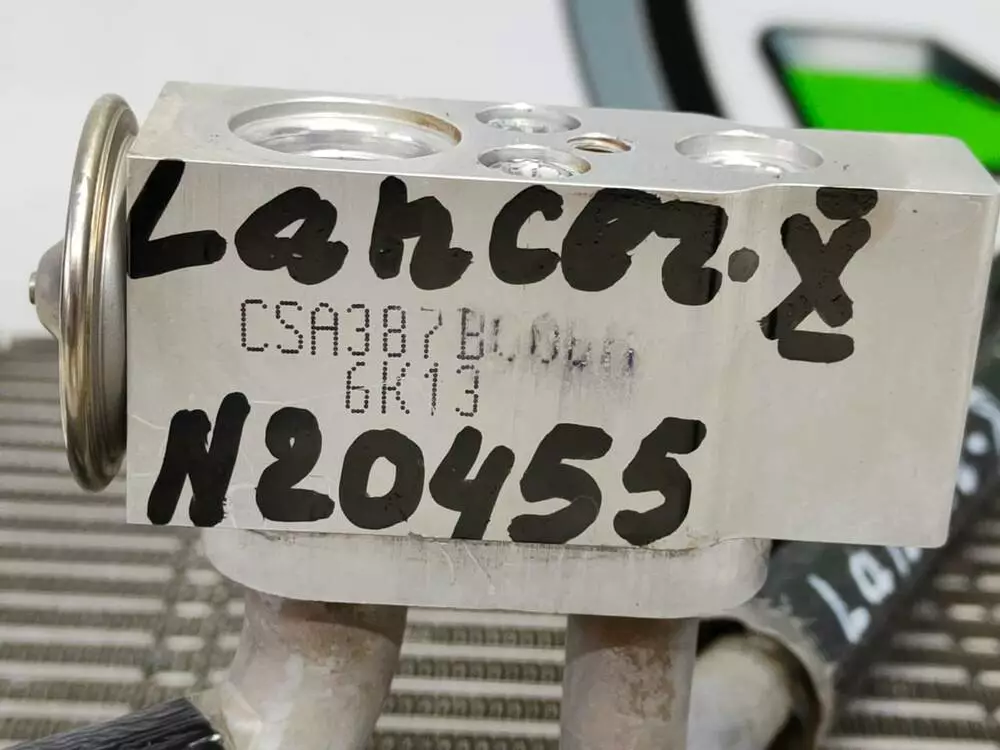 Lancer. X
CSA387
6K13
N20455